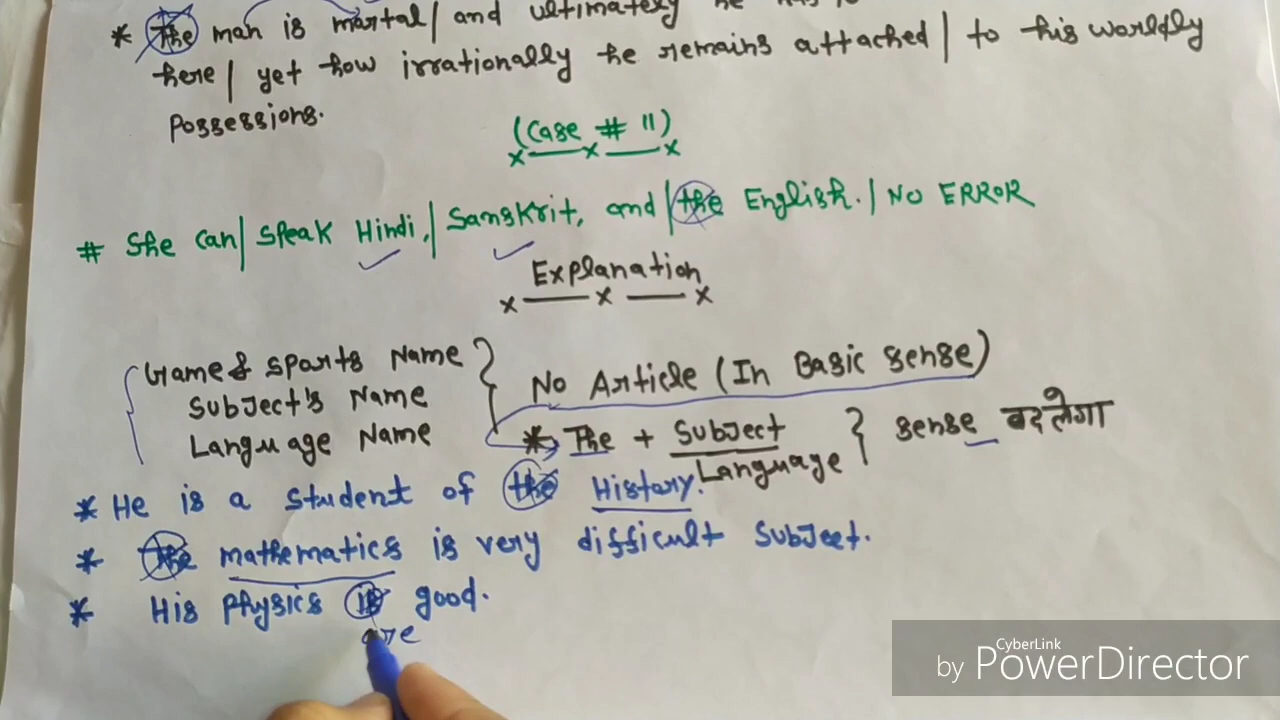 * The man is mortal / and ultimately he
here / yet how irrationally he remains attached / to his worldly
possessions.
(Case # 11)
x — x — x
# She can / speak Hindi, / Sanskrit, and / the English. / NO ERROR
Explanation
x — x — x
Game & sports Name
Subject's Name
Language Name
No Article (In Basic sense)
* The + Subject
Language
sense बदलेगा
* He is a student of the History.
* the mathematics is very difficult subject.
* His Physics is good.
are
CyberLink
by PowerDirector